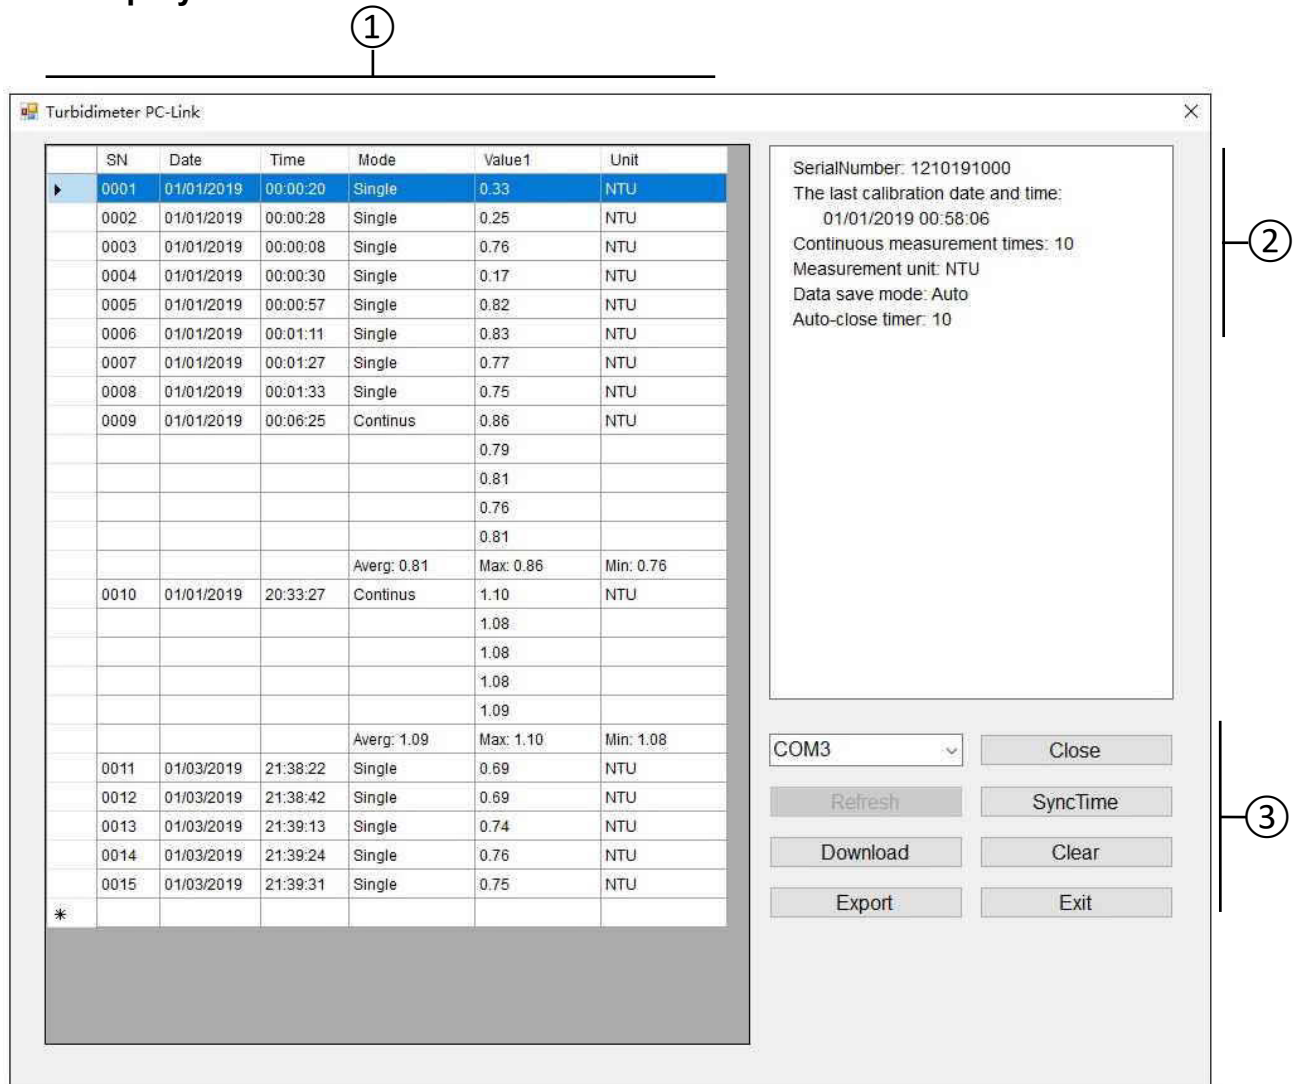 ①
Turbidimeter PC-Link
SN Date Time Mode Value1 Unit
0001 01/01/2019 00:00:20 Single 0.33 NTU
0002 01/01/2019 00:00:28 Single 0.25 NTU
0003 01/01/2019 00:00:08 Single 0.76 NTU
0004 01/01/2019 00:00:30 Single 0.17 NTU
0005 01/01/2019 00:00:57 Single 0.82 NTU
0006 01/01/2019 00:01:11 Single 0.83 NTU
0007 01/01/2019 00:01:27 Single 0.77 NTU
0008 01/01/2019 00:01:33 Single 0.75 NTU
0009 01/01/2019 00:06:25 Continus 0.86 NTU
0.79
0.81
0.76
0.81
Averg: 0.81 Max: 0.86 Min: 0.76
0010 01/01/2019 20:33:27 Continus 1.10 NTU
1.08
1.08
1.08
1.09
Averg: 1.09 Max: 1.10 Min: 1.08
0011 01/03/2019 21:38:22 Single 0.69 NTU
0012 01/03/2019 21:38:42 Single 0.69 NTU
0013 01/03/2019 21:39:13 Single 0.74 NTU
0014 01/03/2019 21:39:24 Single 0.76 NTU
0015 01/03/2019 21:39:31 Single 0.75 NTU
SerialNumber: 1210191000
The last calibration date and time:
01/01/2019 00:58:06
Continuous measurement times: 10
Measurement unit: NTU
Data save mode: Auto
Auto-close timer: 10
②
COM3 Close
Refresh SyncTime
Download Clear
Export Exit
③